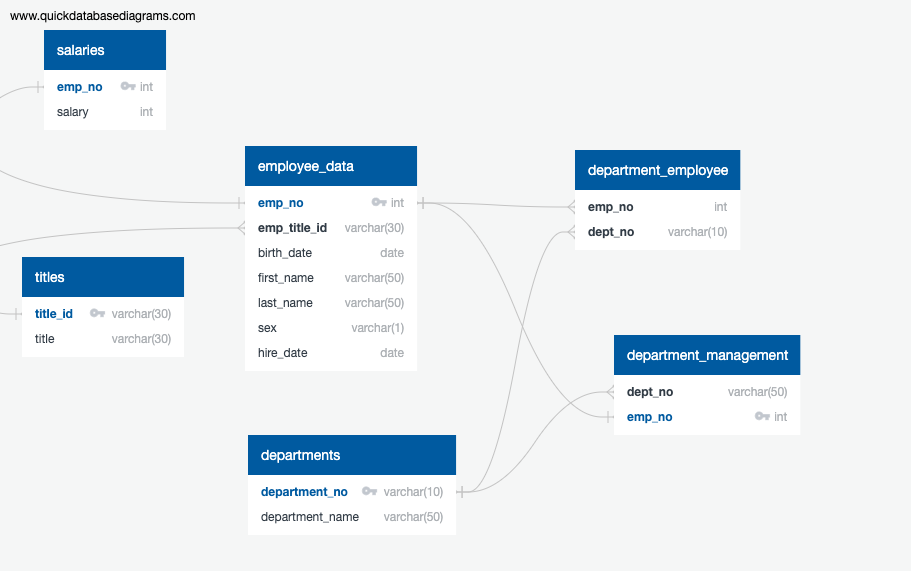 www.quickdatabasediagrams.com
salaries
emp_no int
salary int
employee_data
emp_no int
emp_title_id varchar(30)
birth_date date
first_name varchar(50)
last_name varchar(50)
sex varchar(1)
hire_date date
department_employee
emp_no int
dept_no varchar(10)
titles
title_id varchar(30)
title varchar(30)
department_management
dept_no varchar(50)
emp_no int
departments
department_no varchar(10)
department_name varchar(50)